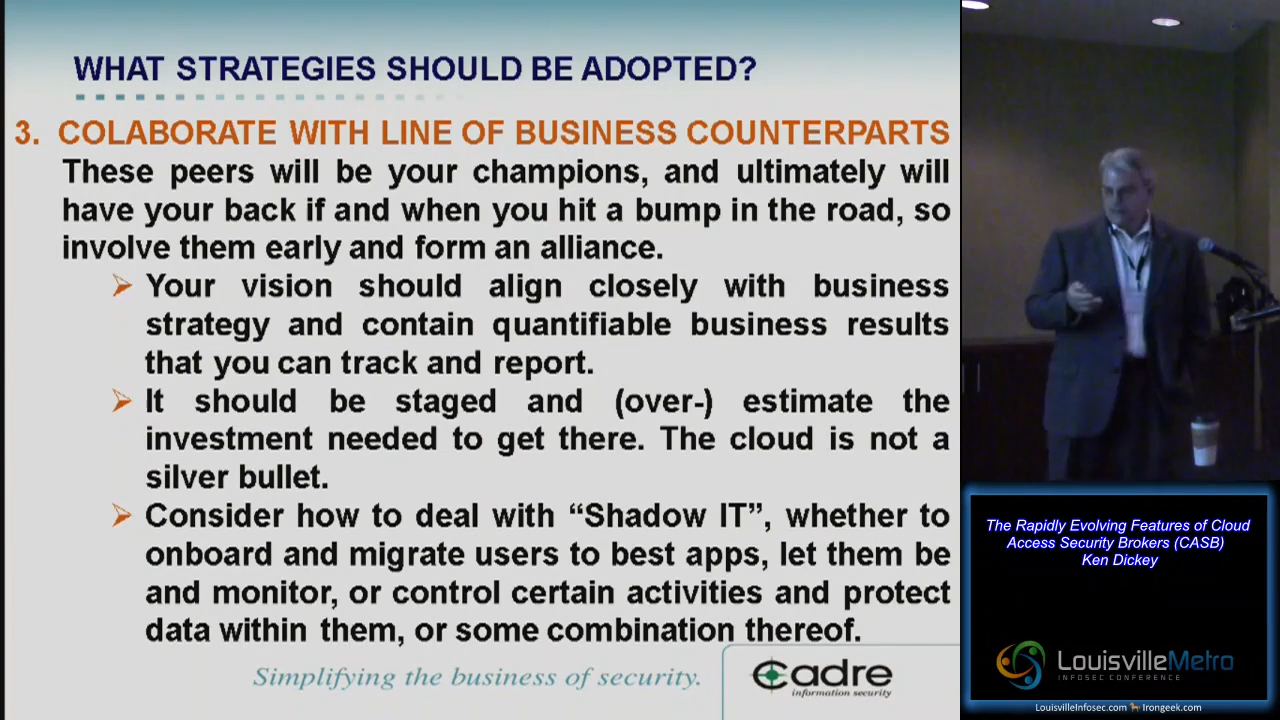 WHAT STRATEGIES SHOULD BE ADOPTED?
3. COLABORATE WITH LINE OF BUSINESS COUNTERPARTS
These peers will be your champions, and ultimately will
have your back if and when you hit a bump in the road, so
involve them early and form an alliance.
Your vision should align closely with business
strategy and contain quantifiable business results
that you can track and report.
It should be staged and (over-) estimate the
investment needed to get there. The cloud is not a
silver bullet.
Consider how to deal with “Shadow IT”, whether to
onboard and migrate users to best apps, let them be
and monitor, or control certain activities and protect
data within them, or some combination thereof.
Simplifying the business of security.
Cadre
information security
The Rapidly Evolving Features of Cloud
Access Security Brokers (CASB)
Ken Dickey
LouisvilleMetro
INFOSEC CONFERENCE
LouisvilleInfosec.com Irongeek.com